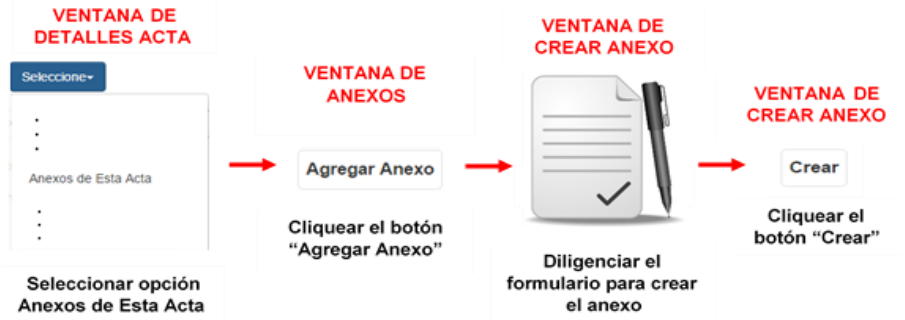 VENTANA DE
DETALLES ACTA
Seleccione
Anexos de Esta Acta
Seleccionar opción
Anexos de Esta Acta
VENTANA DE
ANEXOS
Agregar Anexo
Cliquear el botón
“Agregar Anexo”
VENTANA DE
CREAR ANEXO
Diligenciar el
formulario para crear
el anexo
VENTANA DE
CREAR ANEXO
Crear
Cliquear el
botón “Crear”